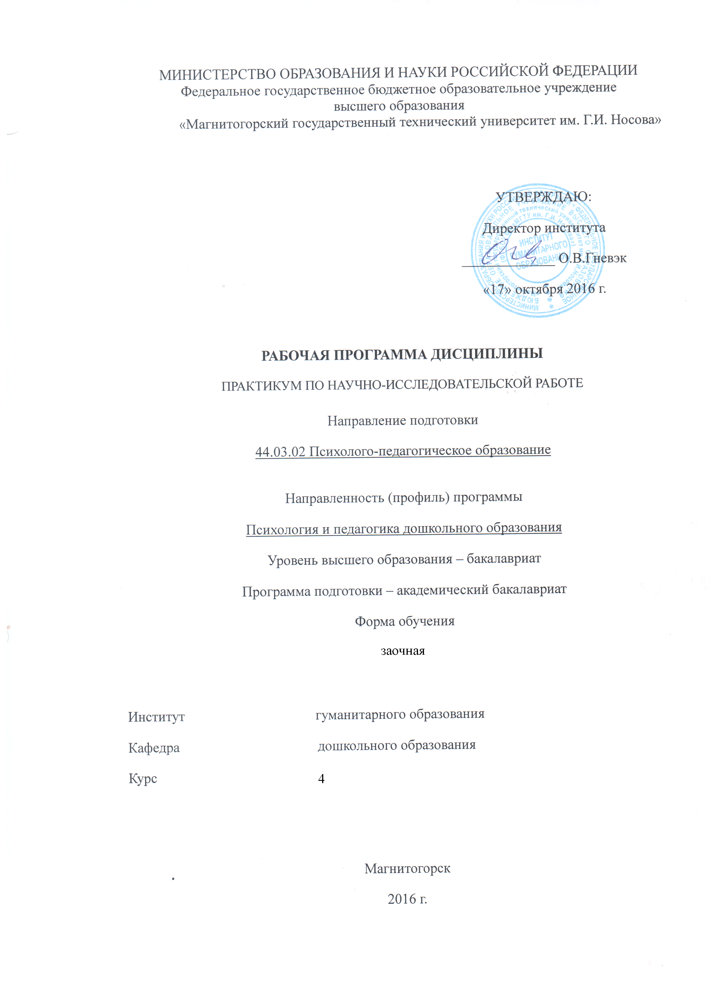 МИНИСТЕРСТВО ОБРАЗОВАНИЯ И НАУКИ РОССИЙСКОЙ ФЕДЕРАЦИИ
Федеральное государственное бюджетное образовательное учреждение
высшего образования
«Магнитогорский государственный технический университет им. Г.И. Носова»
УТВЕРЖДАЮ:
Директор института
О.В.Гневэк
«17» октября 2016 г.
ИНСТИТУТ
ГУМАНИТАРНОГО
ОБРАЗОВАНИЯ
РАБОЧАЯ ПРОГРАММА ДИСЦИПЛИНЫ
ПРАКТИКУМ ПО НАУЧНО-ИССЛЕДОВАТЕЛЬСКОЙ РАБОТЕ
Направление подготовки
44.03.02 Психолого-педагогическое образование
Направленность (профиль) программы
Психология и педагогика дошкольного образования
Уровень высшего образования – бакалавриат
Программа подготовки – академический бакалавриат
Форма обучения
заочная
Институт гуманитарного образования
Кафедра дошкольного образования
Курс 4
Магнитогорск
2016 г.